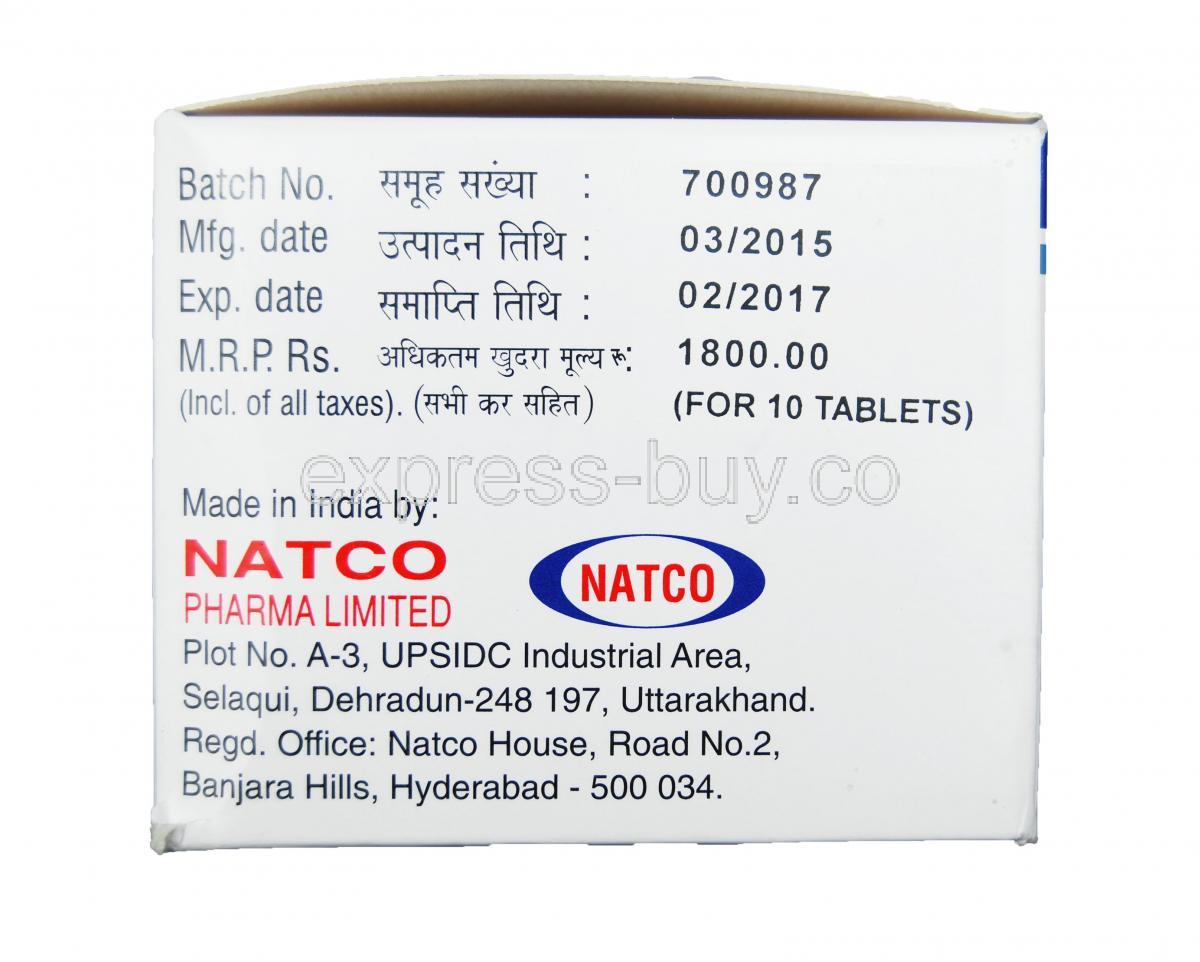 Batch No. समूह सख्ंया : 700987
Mfg. date उत्पादन तिथि : 03/2015
Exp. date समाप्ति तिथि : 02/2017
M.R.P. Rs. अधिकतम खुदरा मूल्य रू: 1800.00
(Incl. of all taxes). (सभी कर सहित) (FOR 10 TABLETS)
express-buy.co
Made in India by:
NATCO
PHARMA LIMITED
NATCO
Plot No. A-3, UPSIDC Industrial Area,
Selaqui, Dehradun-248 197, Uttarakhand.
Regd. Office: Natco House, Road No.2,
Banjara Hills, Hyderabad - 500 034.